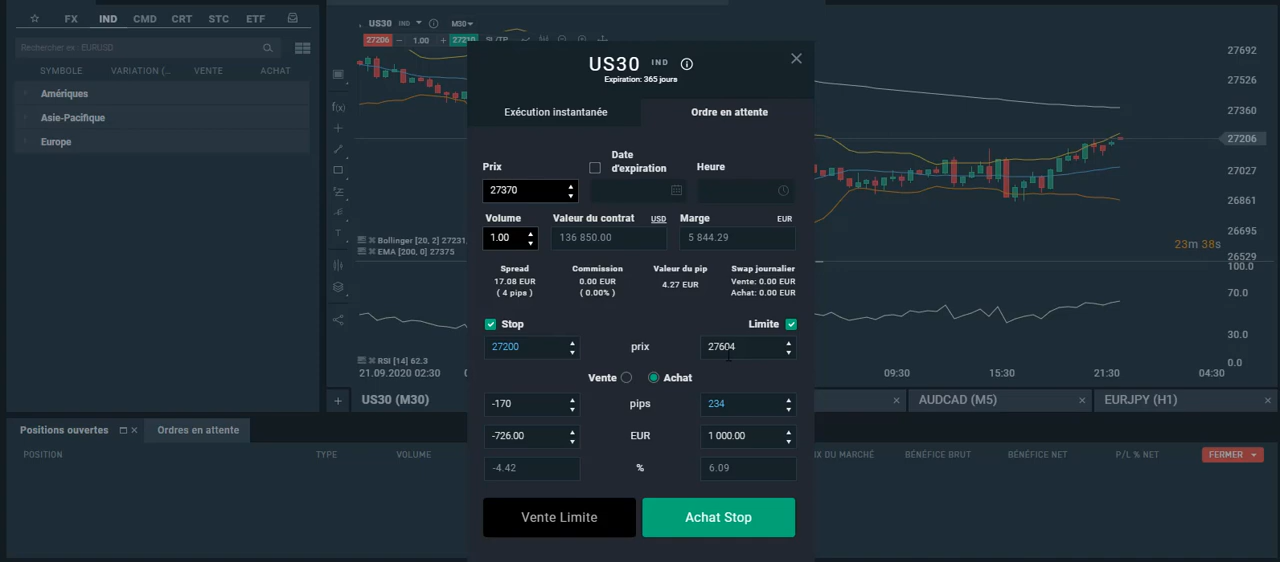 FX IND CMD CRT STC ETF
Rechercher ex : EURUSD
SYMBOLE VARIATION (... VENTE ACHAT
Amériques
Asie-Pacifique
Europe
US30 IND M30
27206 − 1.00 + 27210 SL/TP
f(x)
T
Bollinger [20, 2] 27231,
EMA [200, 0] 27375
RSI [14] 62.3
21.09.2020 02:30
09:30 15:30 21:30 04:30
27692
27526
27360
27206
27027
26861
26695
23m 38s
26529
100.0
70.0
30.0
0.0
US30 IND
Expiration: 365 jours
Exécution instantanée Ordre en attente
Prix Date d'expiration Heure
27370
Volume Valeur du contrat USD Marge EUR
1.00 136 850.00 5 844.29
Spread Commission Valeur du pip Swap journalier
17.08 EUR 0.00 EUR 4.27 EUR Vente: 0.00 EUR
( 4 pips ) ( 0.00% ) Achat: 0.00 EUR
Stop Limite
27200 prix 27604
Vente Achat
-170 pips 234
-726.00 EUR 1 000.00
-4.42 % 6.09
Vente Limite Achat Stop
+ US30 (M30) AUDCAD (M5) EURJPY (H1)
Positions ouvertes Ordres en attente
POSITION TYPE VOLUME DU MARCHÉ BÉNÉFICE BRUT BÉNÉFICE NET P/L % NET FERMER